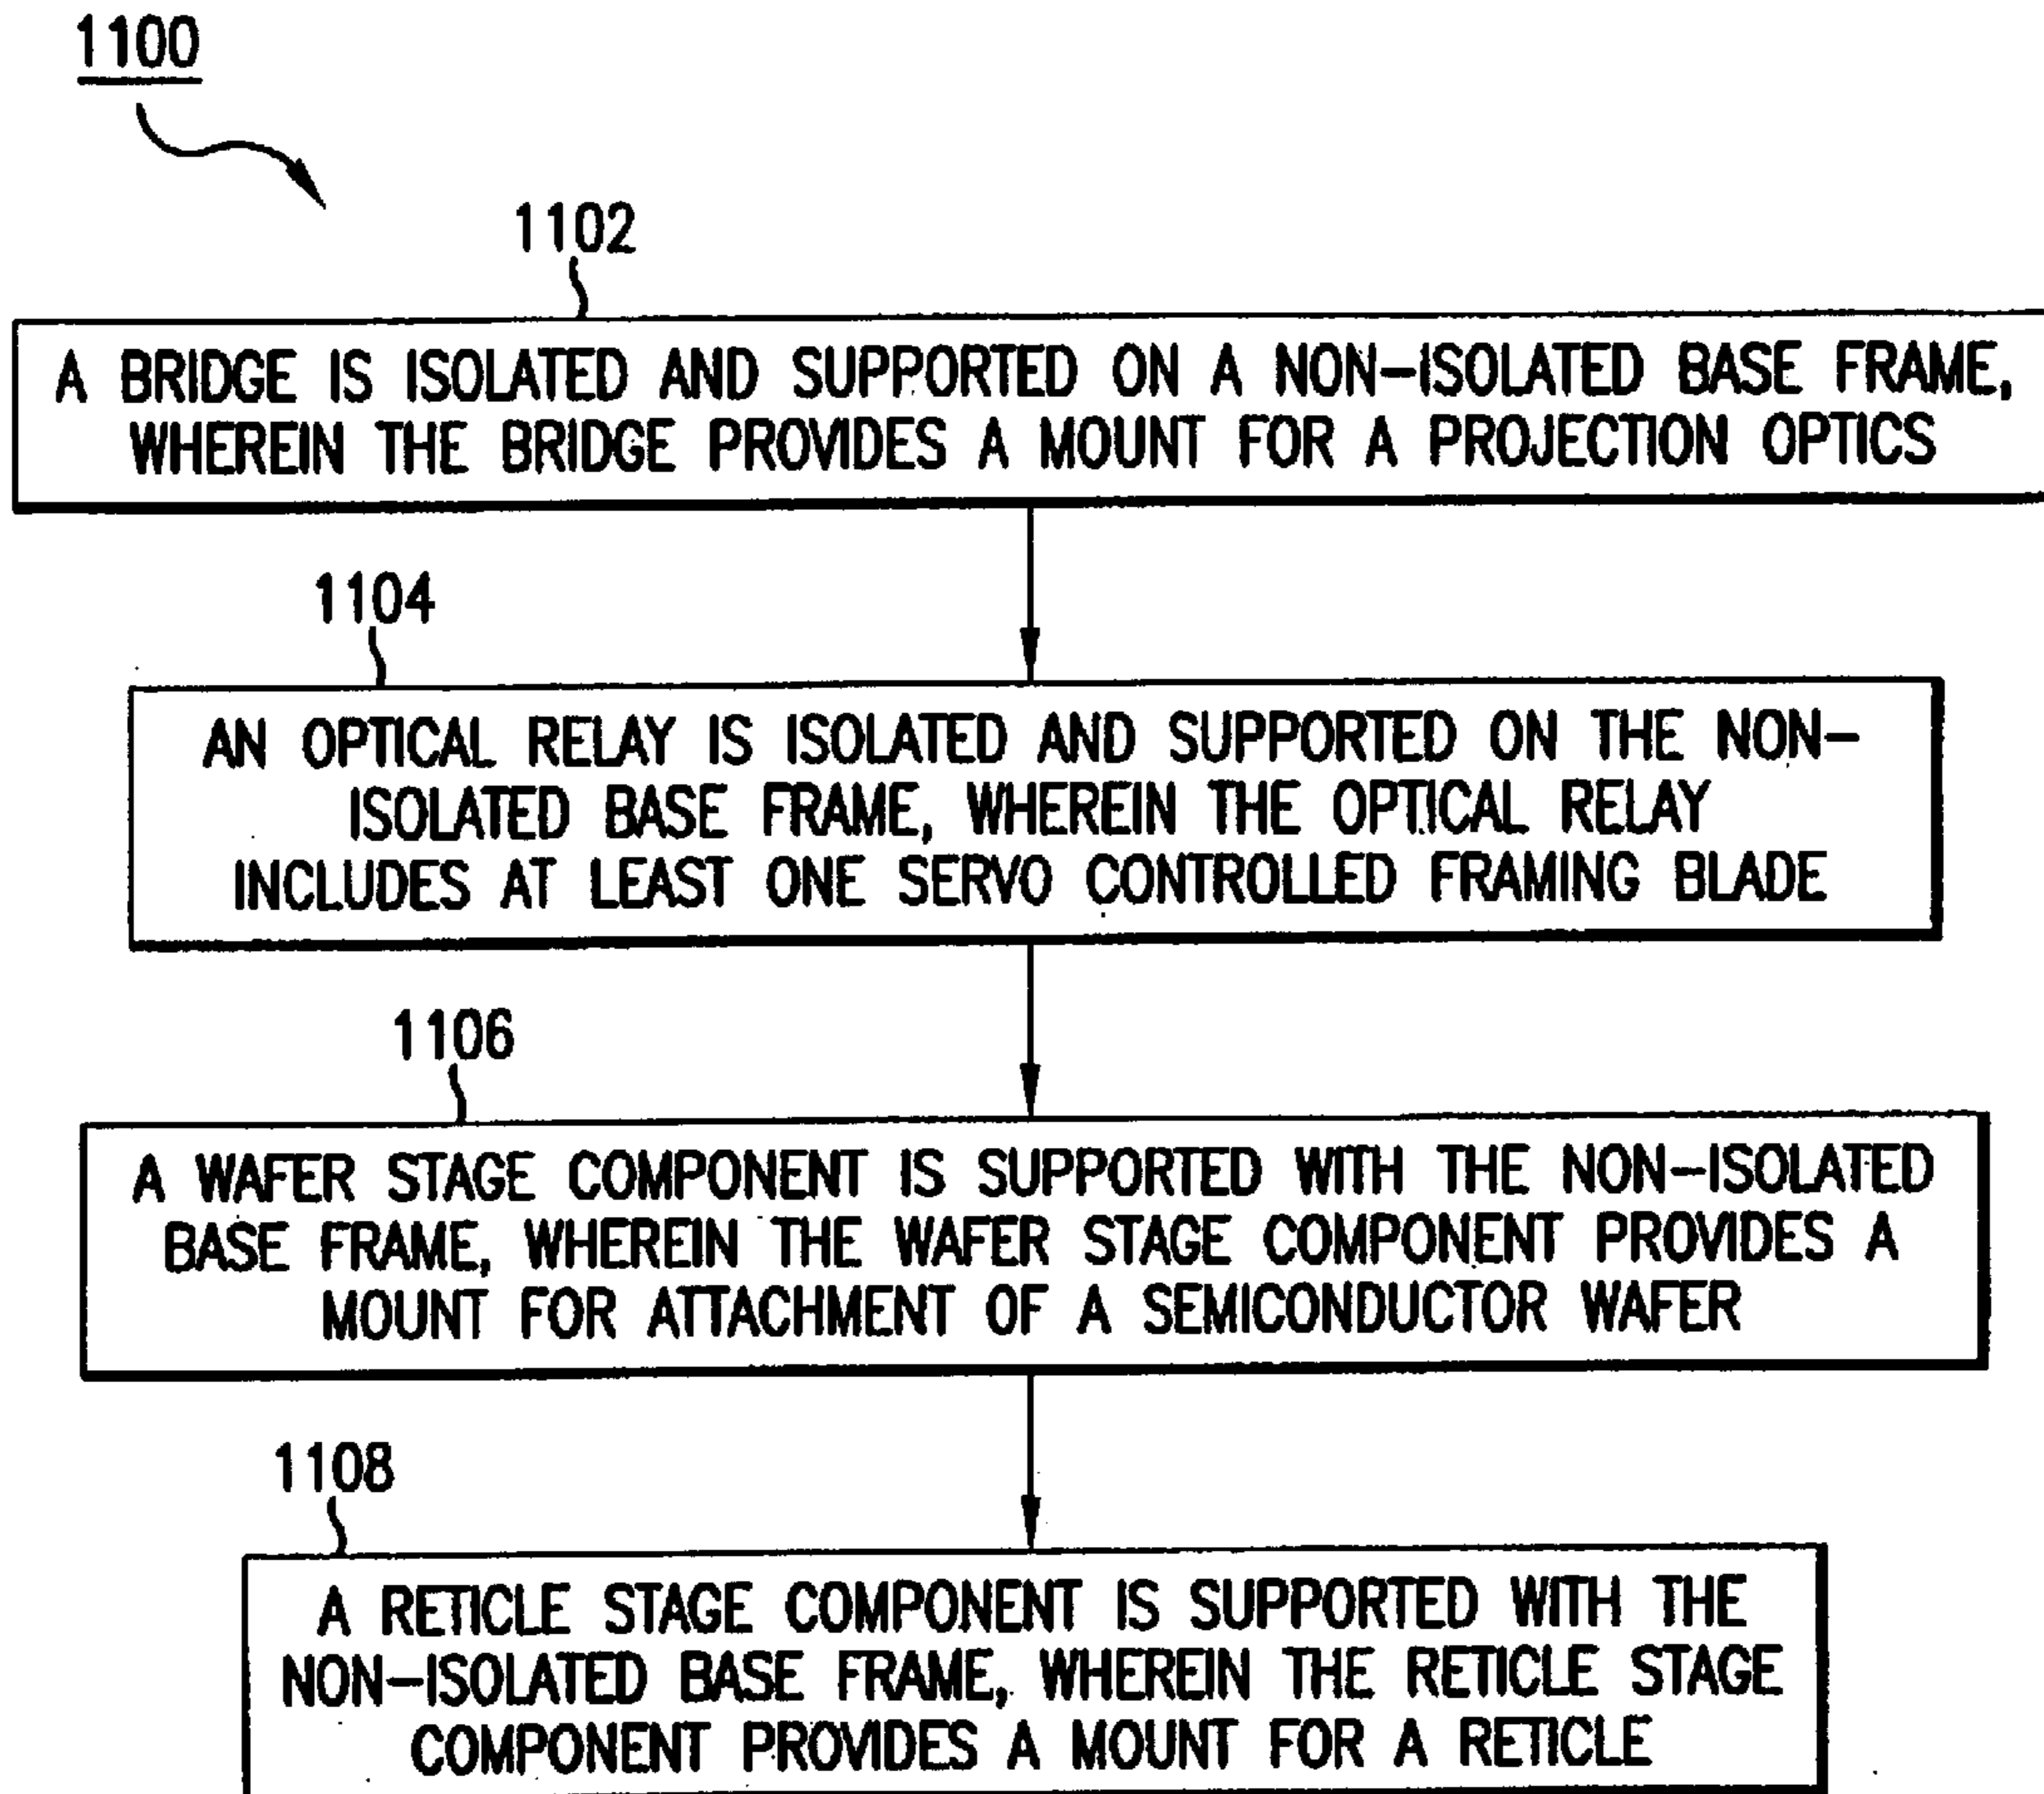 1100
1102
A BRIDGE IS ISOLATED AND SUPPORTED ON A NON-ISOLATED BASE FRAME,
WHEREIN THE BRIDGE PROVIDES A MOUNT FOR A PROJECTION OPTICS
1104
AN OPTICAL RELAY IS ISOLATED AND SUPPORTED ON THE NON-
ISOLATED BASE FRAME, WHEREIN THE OPTICAL RELAY
INCLUDES AT LEAST ONE SERVO CONTROLLED FRAMING BLADE
1106
A WAFER STAGE COMPONENT IS SUPPORTED WITH THE NON-ISOLATED
BASE FRAME, WHEREIN THE WAFER STAGE COMPONENT PROVIDES A
MOUNT FOR ATTACHMENT OF A SEMICONDUCTOR WAFER
1108
A RETICLE STAGE COMPONENT IS SUPPORTED WITH THE
NON-ISOLATED BASE FRAME, WHEREIN THE RETICLE STAGE
COMPONENT PROVIDES A MOUNT FOR A RETICLE